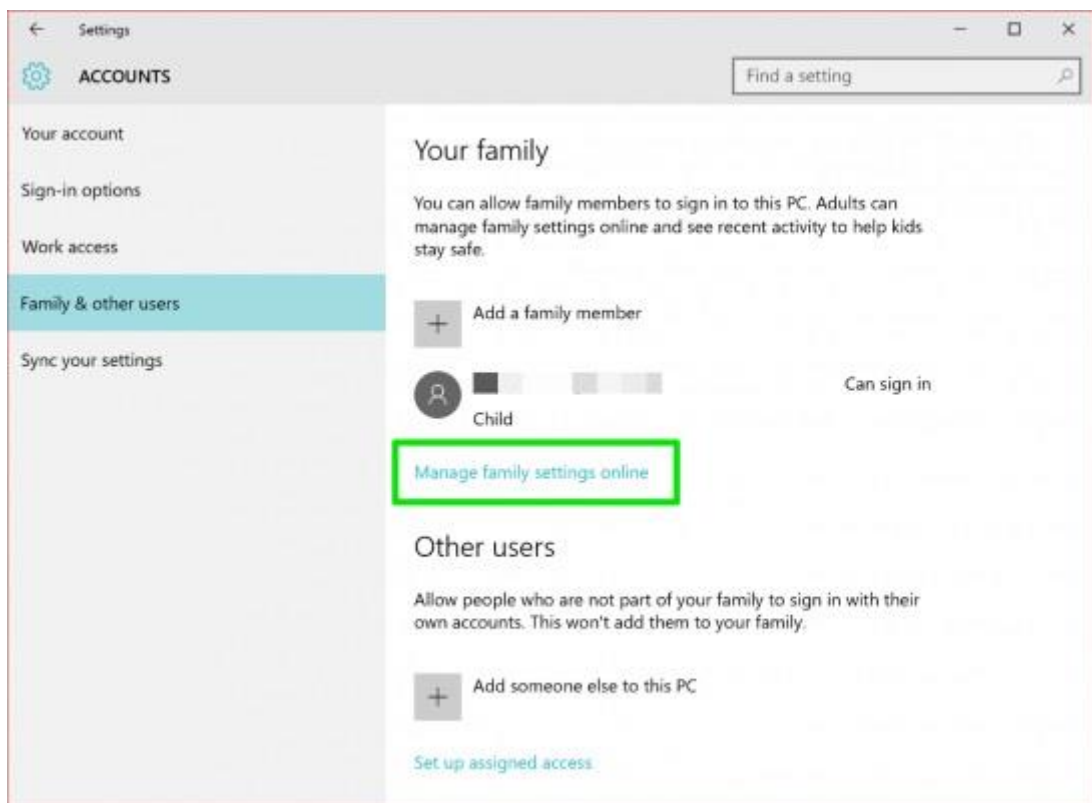 Settings
ACCOUNTS
Find a setting
Your account
Sign-in options
Work access
Family & other users
Sync your settings
Your family
You can allow family members to sign in to this PC. Adults can
manage family settings online and see recent activity to help kids
stay safe.
Add a family member
Can sign in
Child
Manage family settings online
Other users
Allow people who are not part of your family to sign in with their
own accounts. This won't add them to your family.
Add someone else to this PC
Set up assigned access